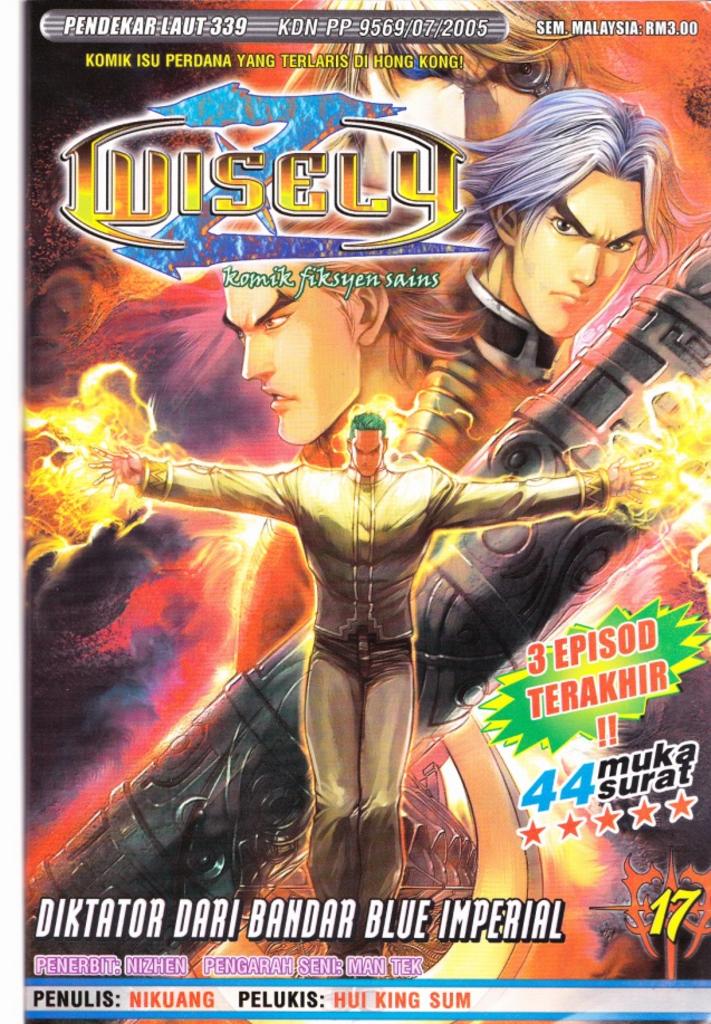 PENDEKAR LAUT 339 KDN PP 9569/07/2005 SEM. MALAYSIA: RM3.00
KOMIK ISU PERDANA YANG TERLARIS DI HONG KONG!
WISELY
komik fiksyen sains
3 EPISOD
TERAKHIR
!!
44 muka
surat
DIKTATOR DARI BANDAR BLUE IMPERIAL
17
PENERBIT: NIZHEN PENGARAH SENI: MAN TEK
PENULIS: NIKUANG PELUKIS: HUI KING SUM